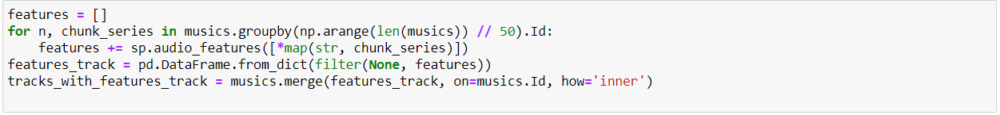 features = []
for n, chunk_series in musics.groupby(np.arange(len(musics)) // 50).Id:
    features += sp.audio_features([*map(str, chunk_series)])
features_track = pd.DataFrame.from_dict(filter(None, features))
tracks_with_features_track = musics.merge(features_track, on=musics.Id, how='inner')